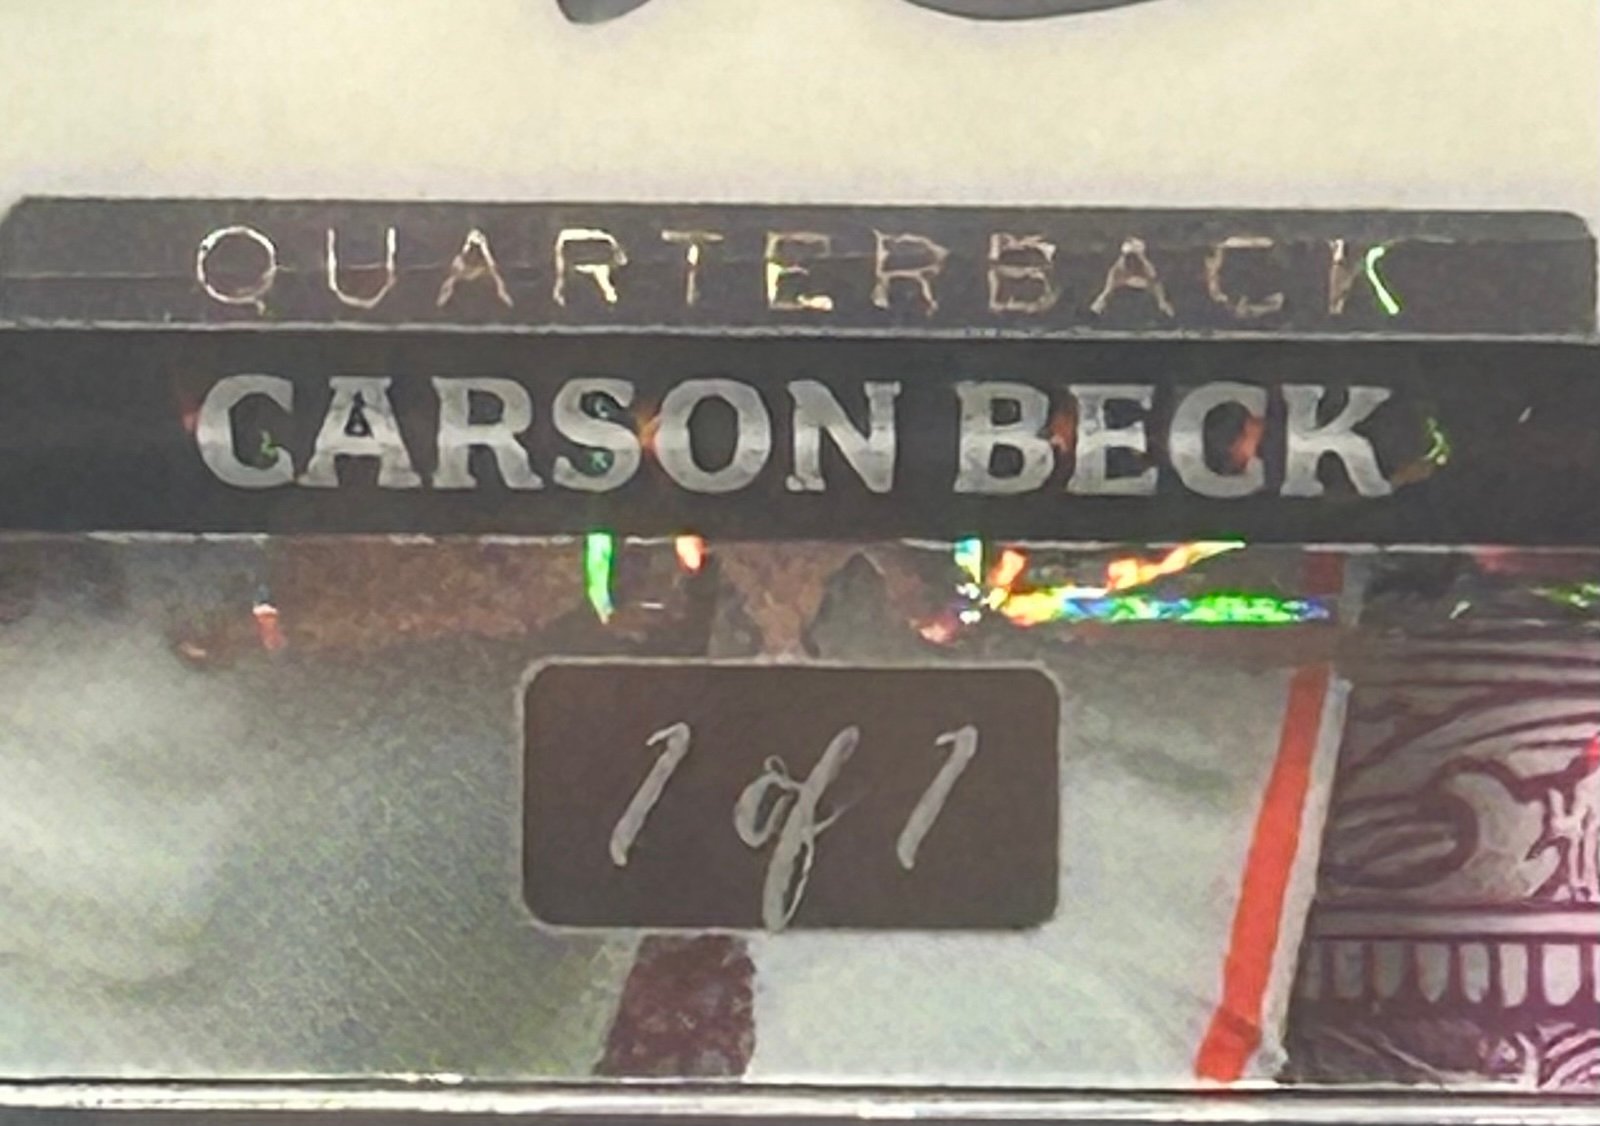 QUARTERBACK
CARSON BECK
1 of 1